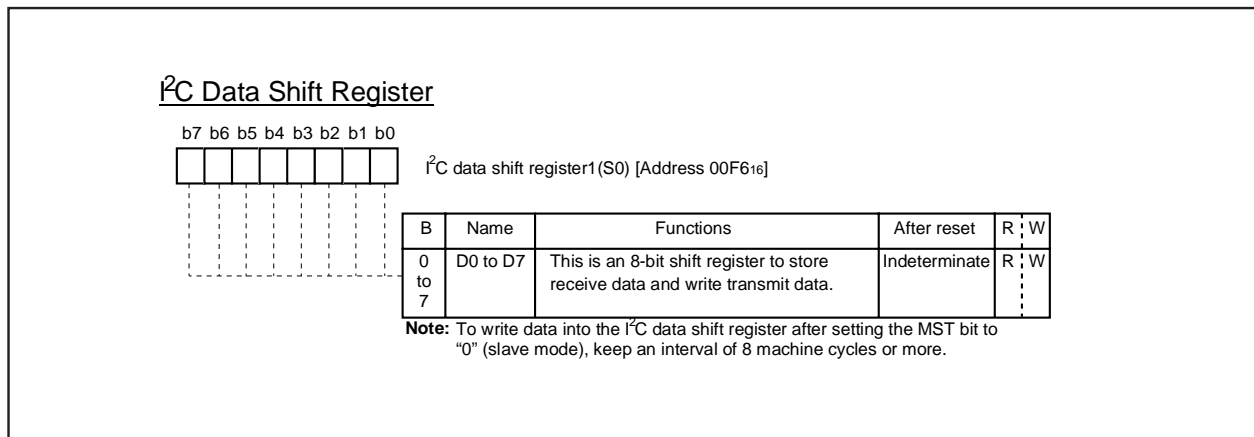 I²C Data Shift Register
b7 b6 b5 b4 b3 b2 b1 b0
I²C data shift register1(S0) [Address 00F6₁₆]
B Name Functions After reset R W
0 to 7 D0 to D7 This is an 8-bit shift register to store Indeterminate R W
receive data and write transmit data.
Note: To write data into the I²C data shift register after setting the MST bit to
“0” (slave mode), keep an interval of 8 machine cycles or more.